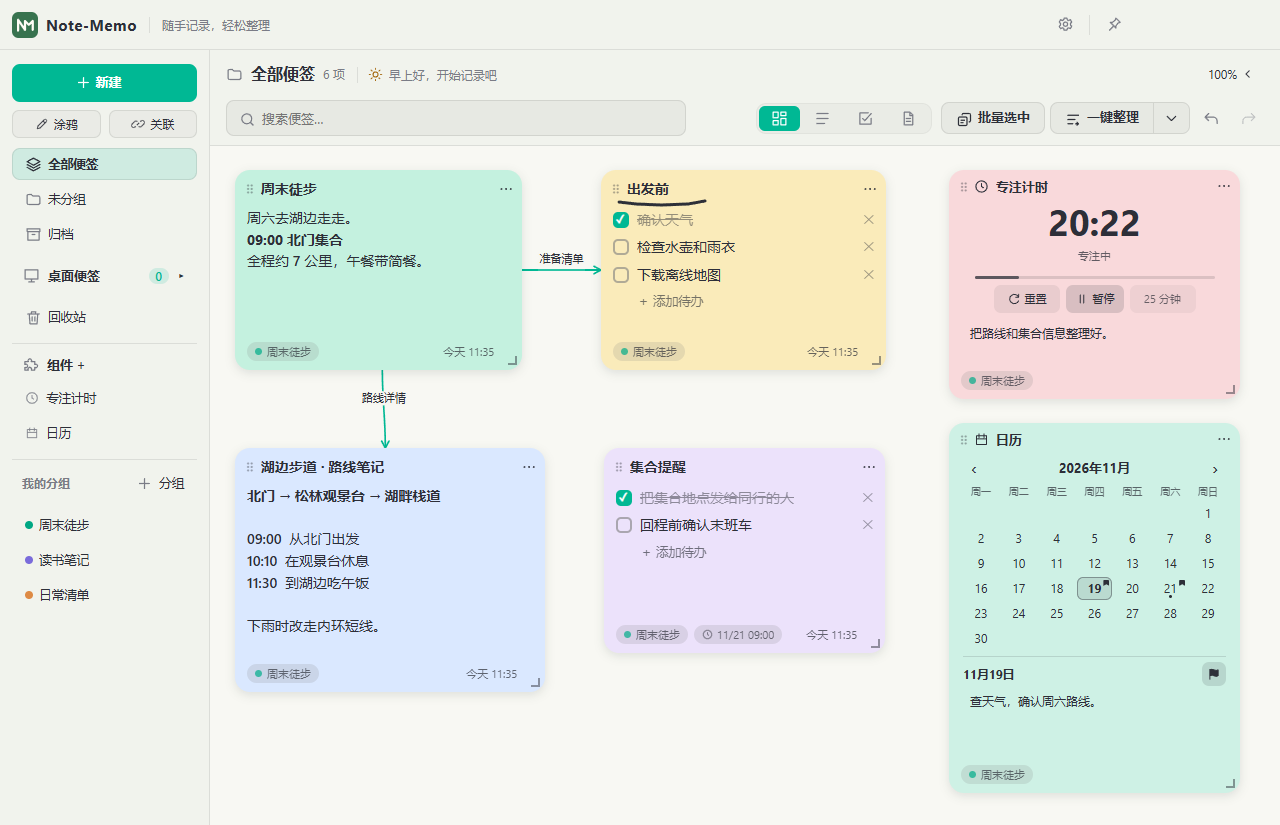 Note-Memo
随手记录，轻松整理
新建
涂鸦
关联
全部便签
未分组
归档
桌面便签 0
回收站
组件 +
专注计时
日历
我的分组
分组
周末徒步
读书笔记
日常清单
全部便签 6 项
早上好，开始记录吧
100%
搜索便签...
批量选中
一键整理
周末徒步
周六去湖边走走。
09:00 北门集合
全程约 7 公里，午餐带简餐。
周末徒步
今天 11:35
准备清单
出发前
确认天气
检查水壶和雨衣
下载离线地图
+ 添加待办
周末徒步
今天 11:35
路线详情
湖边步道 · 路线笔记
北门 → 松林观景台 → 湖畔栈道
09:00 从北门出发
10:10 在观景台休息
11:30 到湖边吃午饭
下雨时改走内环短线。
周末徒步
今天 11:35
集合提醒
把集合地点发给同行的人
回程前确认末班车
+ 添加待办
周末徒步
11/21 09:00
今天 11:35
专注计时
20:22
专注中
重置
暂停
25 分钟
把路线和集合信息整理好。
周末徒步
日历
2026年11月
周一 周二 周三 周四 周五 周六 周日
1
2 3 4 5 6 7 8
9 10 11 12 13 14 15
16 17 18 19 20 21 22
23 24 25 26 27 28 29
30
11月19日
查天气，确认周六路线。
周末徒步